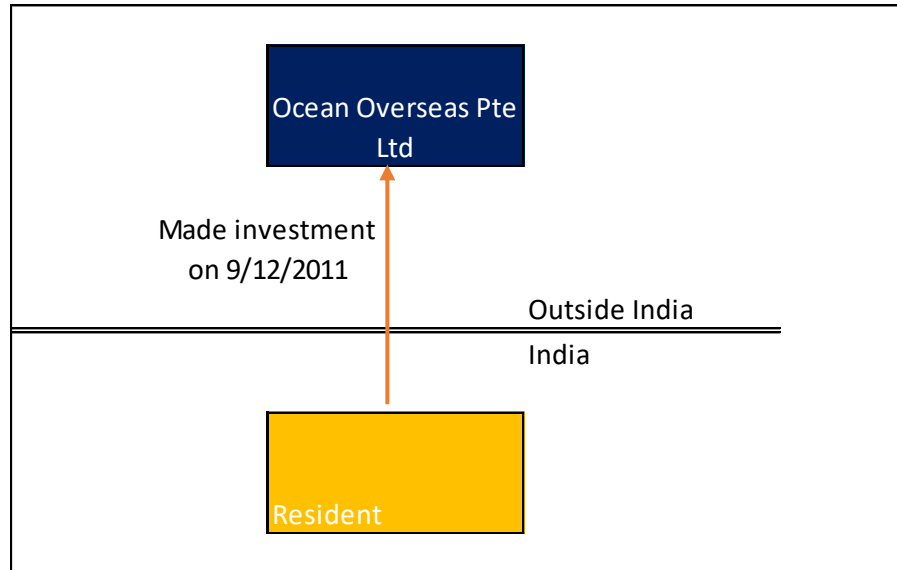 Ocean Overseas Pte
Ltd
Made investment
on 9/12/2011
Outside India
India
Resident